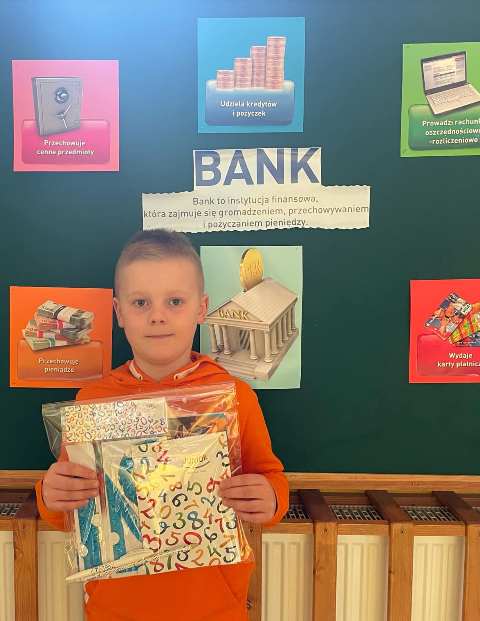 Udziela kredytów
i pożyczek
Przechowuje
cenne przedmioty
Prowadzi rachunki
oszczędnościowo
-rozliczeniowe
BANK
Bank to instytucja finansowa,
która zajmuje się gromadzeniem, przechowywaniem
i pożyczaniem pieniędzy.
BANK
Przechowuje
pieniądze
Wydaje
karty płatnicze
JUNIOR